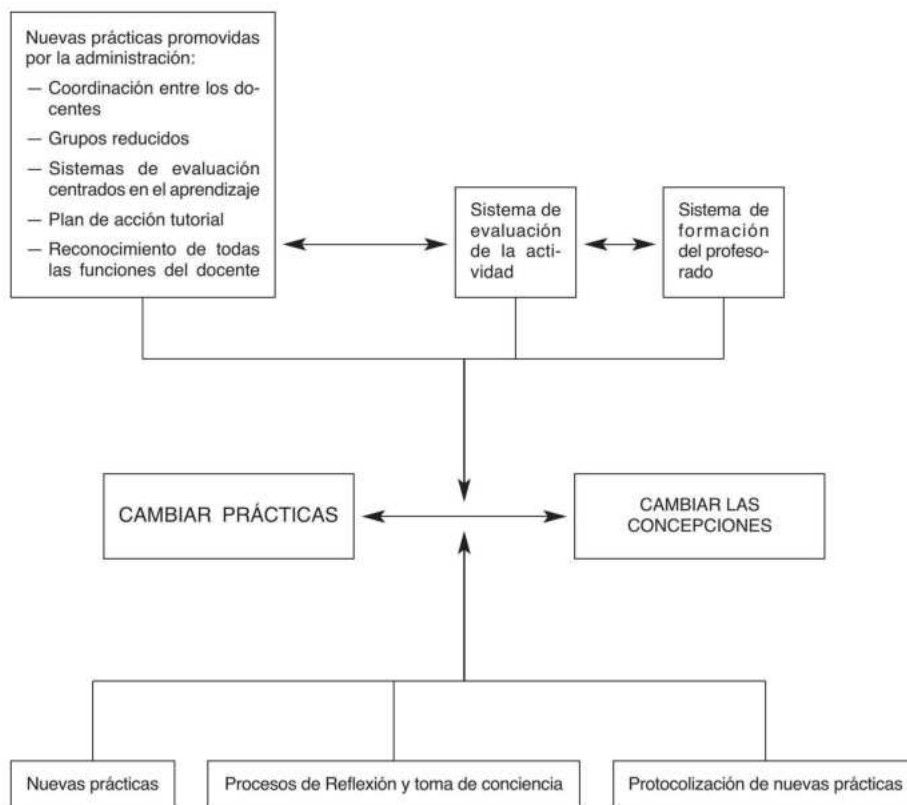 Nuevas prácticas promovidas
por la administración:
— Coordinación entre los do-
centes
— Grupos reducidos
— Sistemas de evaluación
centrados en el aprendizaje
— Plan de acción tutorial
— Reconocimiento de todas
las funciones del docente
Sistema de
evaluación
de la acti-
vidad
Sistema de
formación
del profeso-
rado
CAMBIAR PRÁCTICAS
CAMBIAR LAS
CONCEPCIONES
Nuevas prácticas
Procesos de Reflexión y toma de conciencia
Protocolización de nuevas prácticas